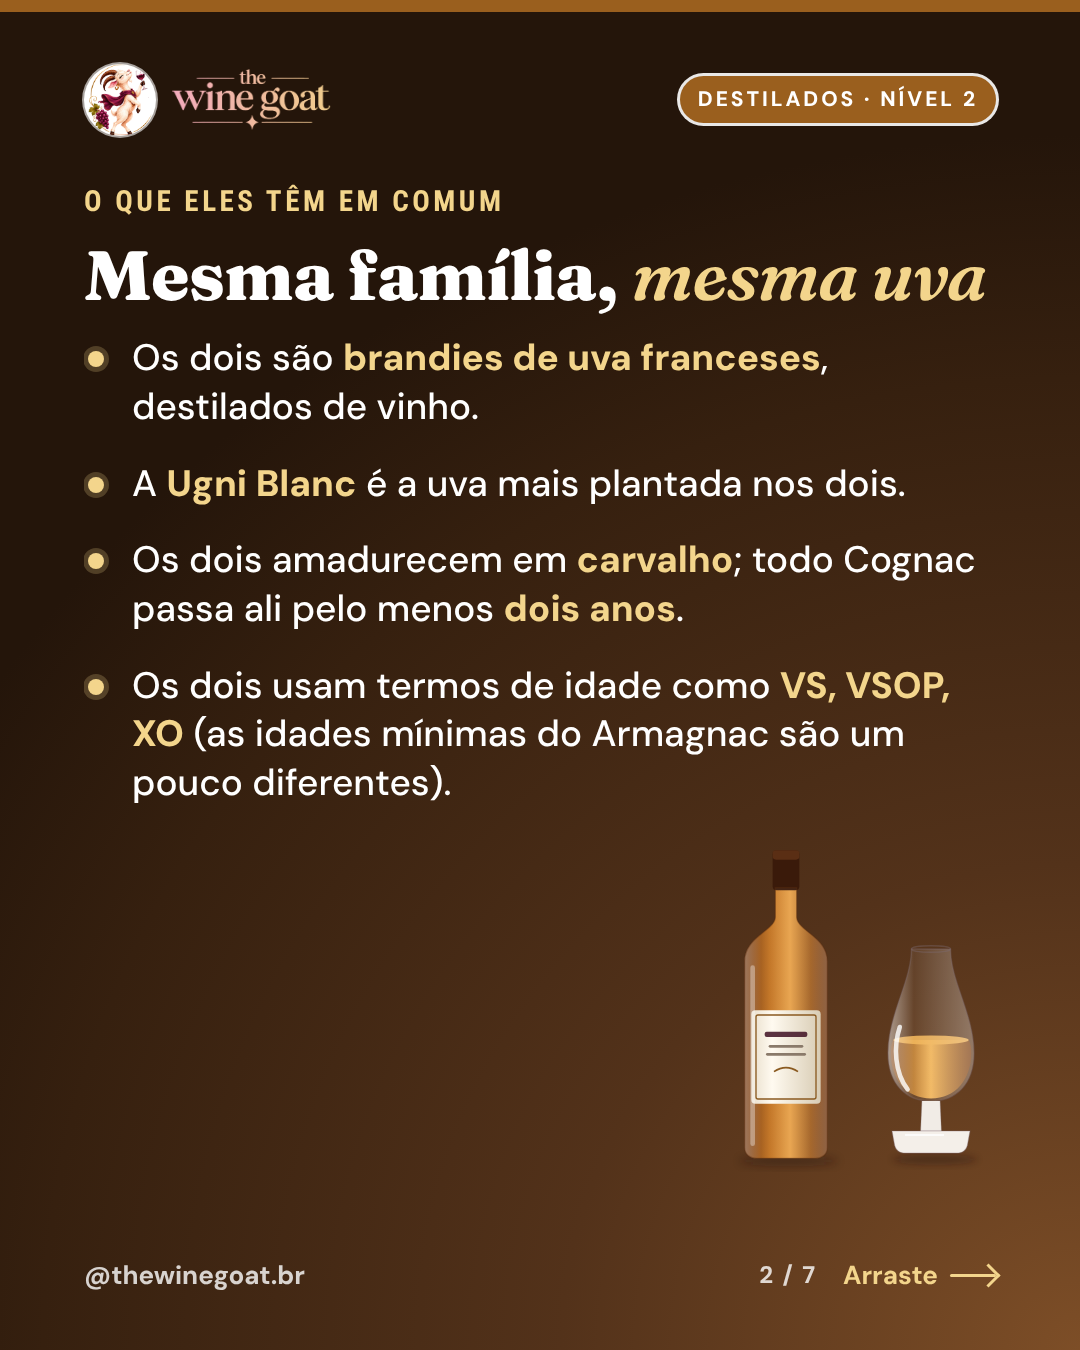 the
wine goat
DESTILADOS · NÍVEL 2
O QUE ELES TÊM EM COMUM
Mesma família, mesma uva
Os dois são brandies de uva franceses,
destilados de vinho.
A Ugni Blanc é a uva mais plantada nos dois.
Os dois amadurecem em carvalho; todo Cognac
passa ali pelo menos dois anos.
Os dois usam termos de idade como VS, VSOP,
XO (as idades mínimas do Armagnac são um
pouco diferentes).
@thewinegoat.br
2 / 7
Arraste